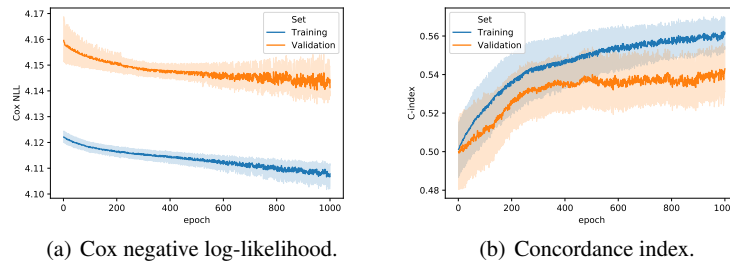 4.17
4.16
4.15
4.14
4.13
4.12
4.11
4.10
Cox NLL
Set
Training
Validation
0 200 400 600 800 1000
epoch
(a) Cox negative log-likelihood.
0.56
0.54
0.52
0.50
0.48
C-index
Set
Training
Validation
0 200 400 600 800 100
epoch
(b) Concordance index.